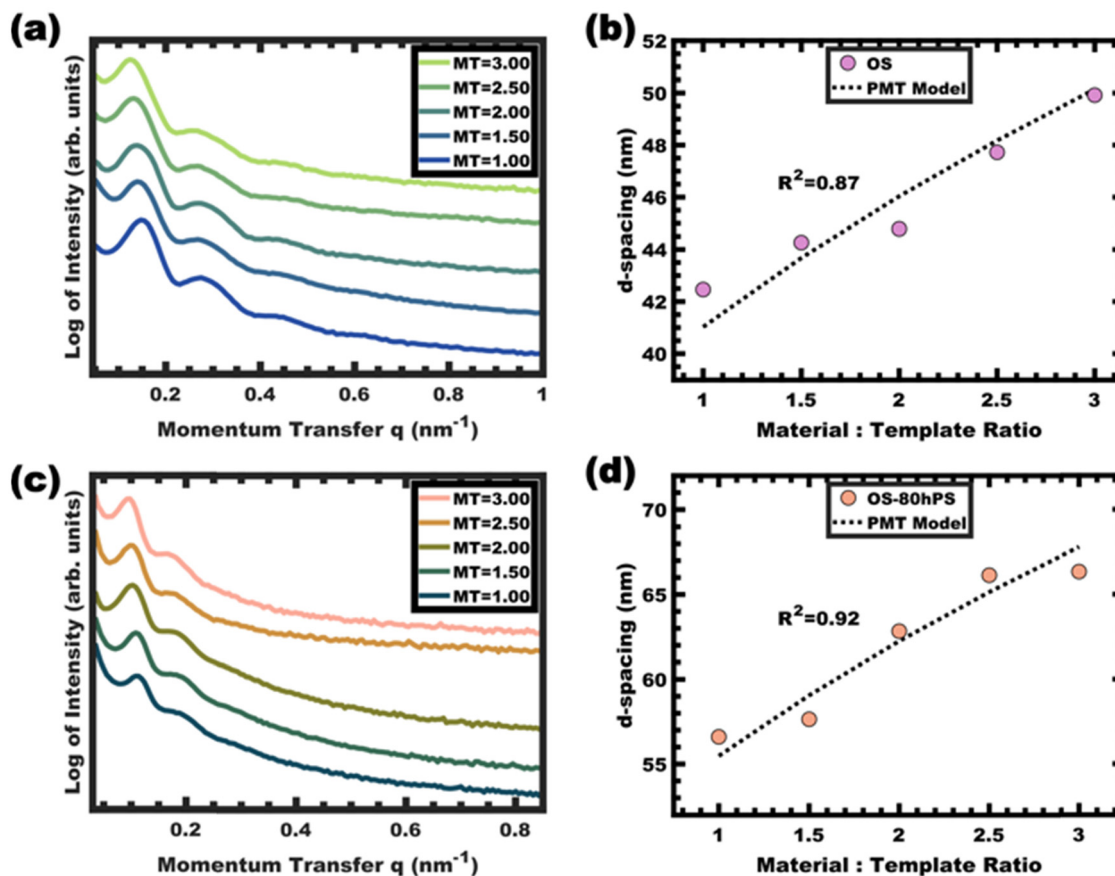 (a)
MT=3.00
MT=2.50
MT=2.00
MT=1.50
MT=1.00
Log of Intensity (arb. units)
0.2 0.4 0.6 0.8 1
Momentum Transfer q (nm⁻¹)
(b)
OS
PMT Model
R²=0.87
d-spacing (nm)
52
50
48
46
44
42
40
1 1.5 2 2.5 3
Material : Template Ratio
(c)
MT=3.00
MT=2.50
MT=2.00
MT=1.50
MT=1.00
Log of Intensity (arb. units)
0.2 0.4 0.6 0.8
Momentum Transfer q (nm⁻¹)
(d)
OS-80hPS
PMT Model
R²=0.92
d-spacing (nm)
70
65
60
55
1 1.5 2 2.5 3
Material : Template Ratio